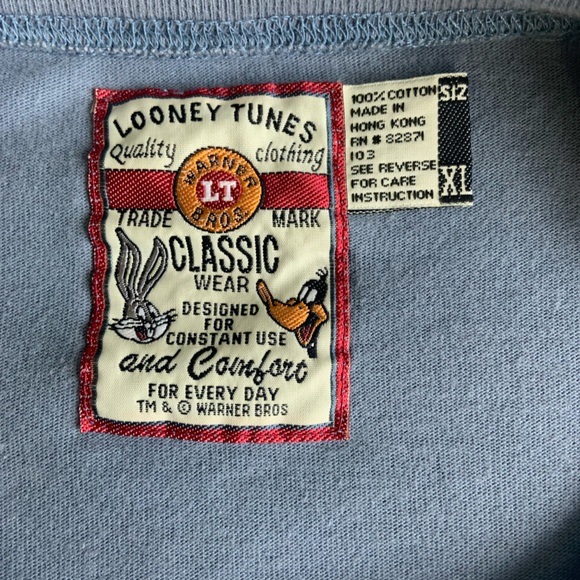 LOONEY TUNES
Quality clothing
WARNER
LT
BROS
TRADE MARK
CLASSIC
WEAR
DESIGNED
FOR
CONSTANT USE
and Comfort
FOR EVERY DAY
TM & © WARNER BROS
100% COTTON
MADE IN
HONG KONG
RN # 82871
103
SEE REVERSE
FOR CARE
INSTRUCTION
SIZ
XL